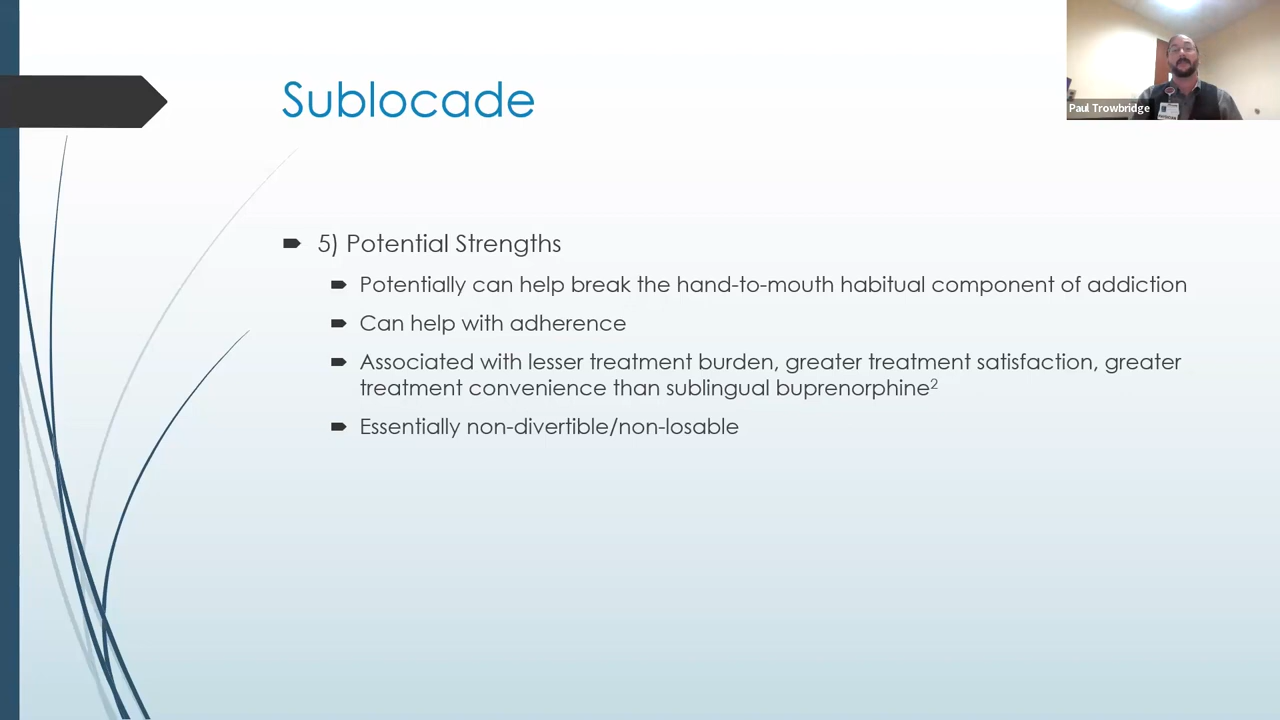 Sublocade
Paul Trowbridge
5) Potential Strengths
Potentially can help break the hand-to-mouth habitual component of addiction
Can help with adherence
Associated with lesser treatment burden, greater treatment satisfaction, greater
treatment convenience than sublingual buprenorphine²
Essentially non-divertible/non-losable